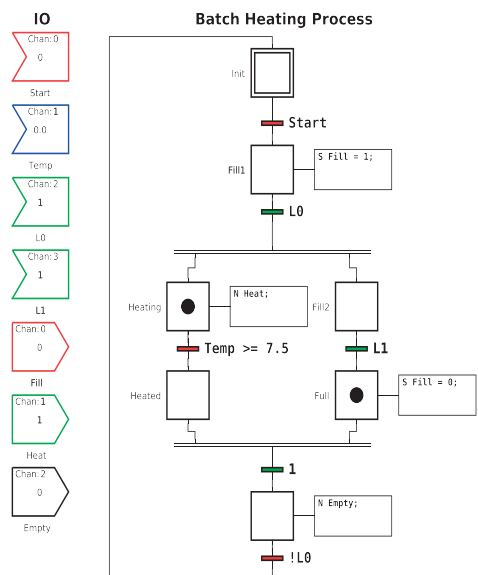 IO
Batch Heating Process
Chan:0
0
Start
Chan:1
0.0
Temp
Chan:2
1
L0
Chan:3
1
L1
Chan:0
0
Fill
Chan:1
1
Heat
Chan:2
0
Empty
Init
Start
Fill1
S Fill = 1;
L0
Heating
N Heat;
Fill2
Temp >= 7.5
L1
Heated
Full
S Fill = 0;
1
N Empty;
!L0